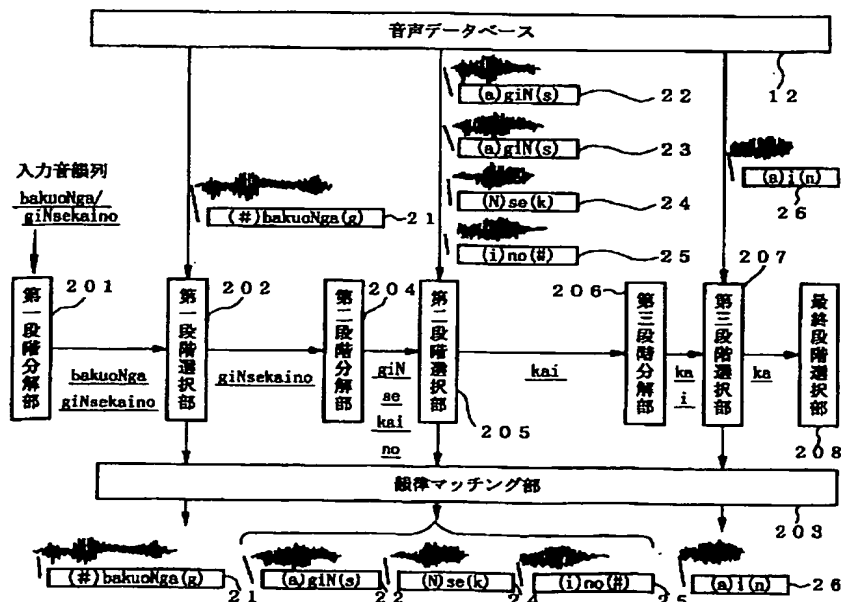 音声データベース
12
(a)giN(s)
22
(a)giN(s)
23
(N)se(k)
24
(i)no(#)
25
(#)bakuoNga(g)
21
(a)i(n)
26
入力音韻列
bakuoNga/
giNsekaino
201
第一段階分解部
202
第一段階選択部
204
第二段階分解部
205
第二段階選択部
206
第三段階分解部
207
第三段階選択部
208
最終段階選択部
bakuoNga
giNsekaino
giNsekaino
giN
se
kai
no
kai
ka
i
ka
韻律マッチング部
203
(#)bakuoNga(g)
21
(a)giN(s)
22
(N)se(k)
24
(i)no(#)
25
(a)i(n)
26